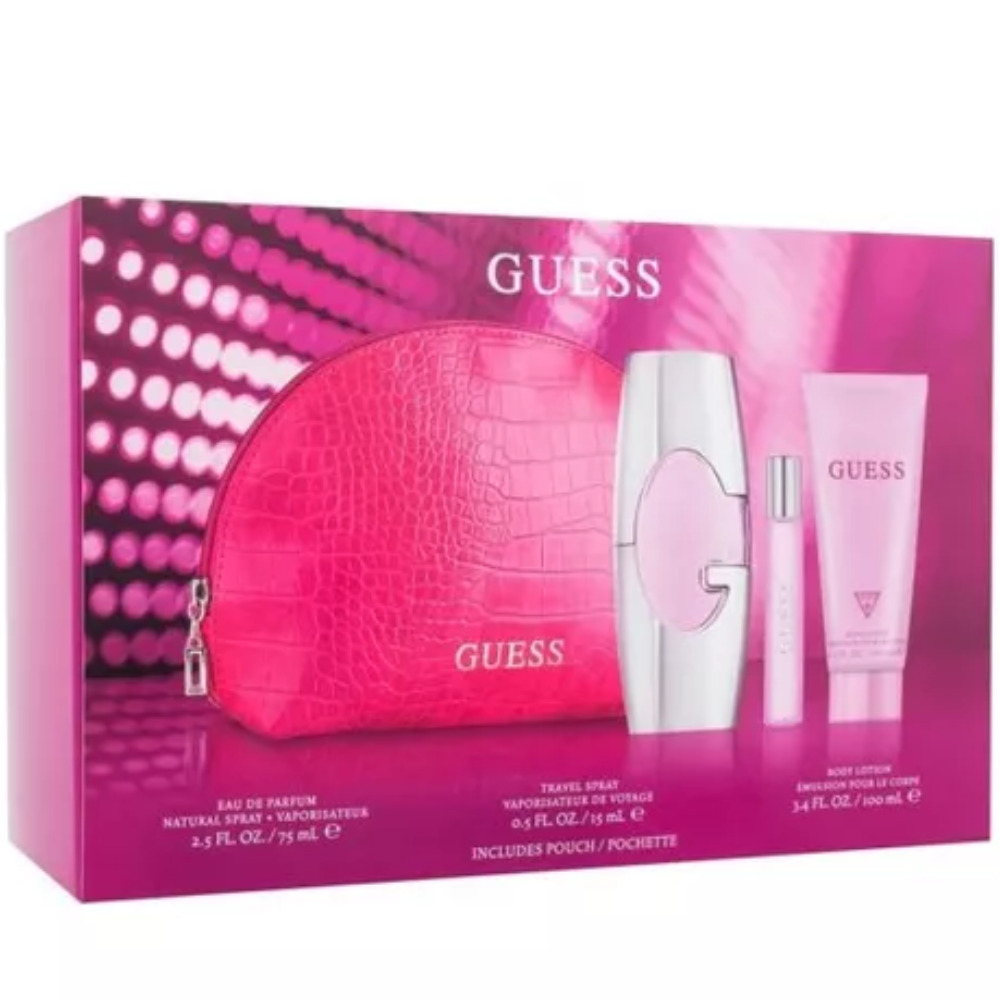 GUESS
GUESS
GUESS
EAU DE PARFUM
NATURAL SPRAY • VAPORISATEUR
2.5 FL. OZ. / 75 mL ℮
TRAVEL SPRAY
VAPORISATEUR DE VOYAGE
0.5 FL. OZ. / 15 mL ℮
INCLUDES POUCH / POCHETTE
BODY LOTION
ÉMULSION POUR LE CORPS
3.4 FL. OZ. / 100 mL ℮